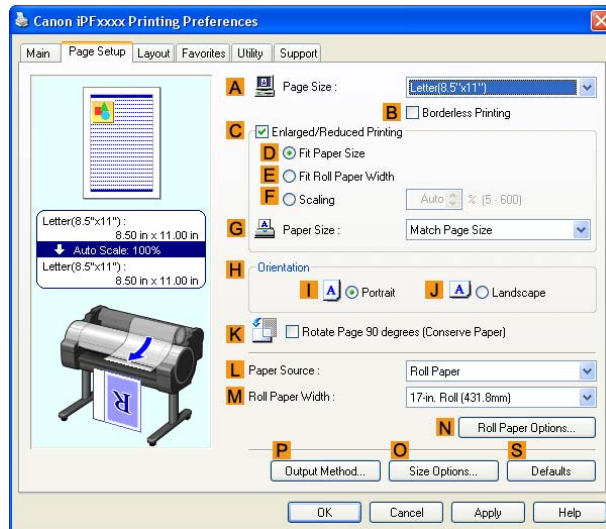 Canon iPFxxxx Printing Preferences
Main Page Setup Layout Favorites Utility Support
A Page Size : Letter(8.5"x11")
B Borderless Printing
C Enlarged/Reduced Printing
D Fit Paper Size
E Fit Roll Paper Width
F Scaling Auto % (5 - 600)
G Paper Size : Match Page Size
Letter(8.5"x11") :
8.50 in x 11.00 in
Auto Scale: 100%
Letter(8.5"x11") :
8.50 in x 11.00 in
H Orientation
I A Portrait J A Landscape
K Rotate Page 90 degrees (Conserve Paper)
L Paper Source : Roll Paper
M Roll Paper Width : 17-in. Roll (431.8mm)
R
N Roll Paper Options...
P O S
Output Method... Size Options... Defaults
OK Cancel Apply Help